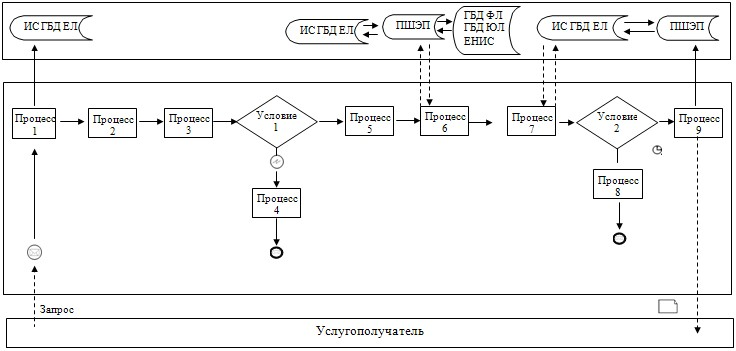 ИС ГБД ЕЛ
ИС ГБД ЕЛ
ПШЭП
ГБД ФЛ
ГБД ЮЛ
ЕНИС
ИС ГБД ЕЛ
ПШЭП
Процесс
1
Процесс
2
Процесс
3
Условие
1
Процесс
5
Процесс
6
Процесс
7
Условие
2
Процесс
9
Процесс
4
Процесс
8
Запрос
Услугополучатель